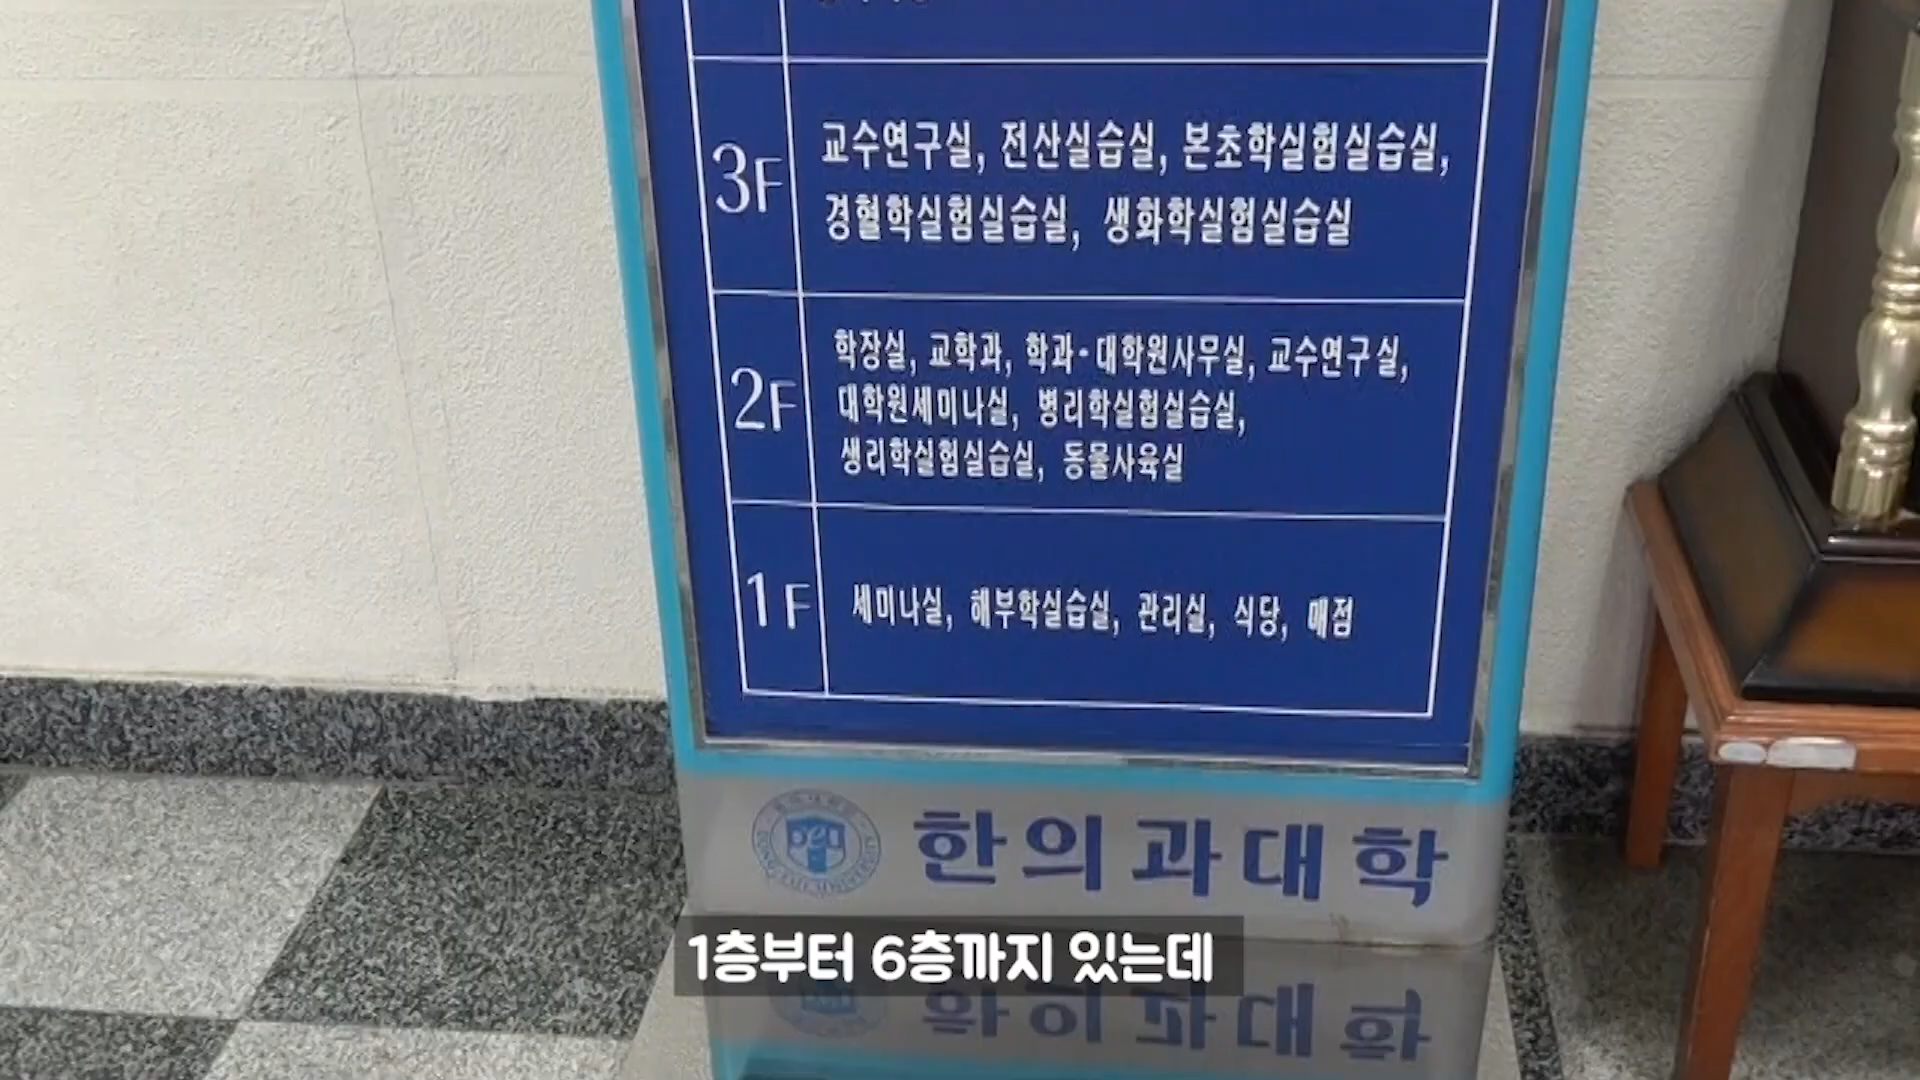 3F
교수연구실, 전산실습실, 본초학실험실습실,
경혈학실험실습실, 생화학실험실습실
2F
학장실, 교학과, 학과·대학원사무실, 교수연구실,
대학원세미나실, 병리학실험실습실,
생리학실험실습실, 동물사육실
1F
세미나실, 해부학실습실, 관리실, 식당, 매점
한의과대학
1층부터 6층까지 있는데